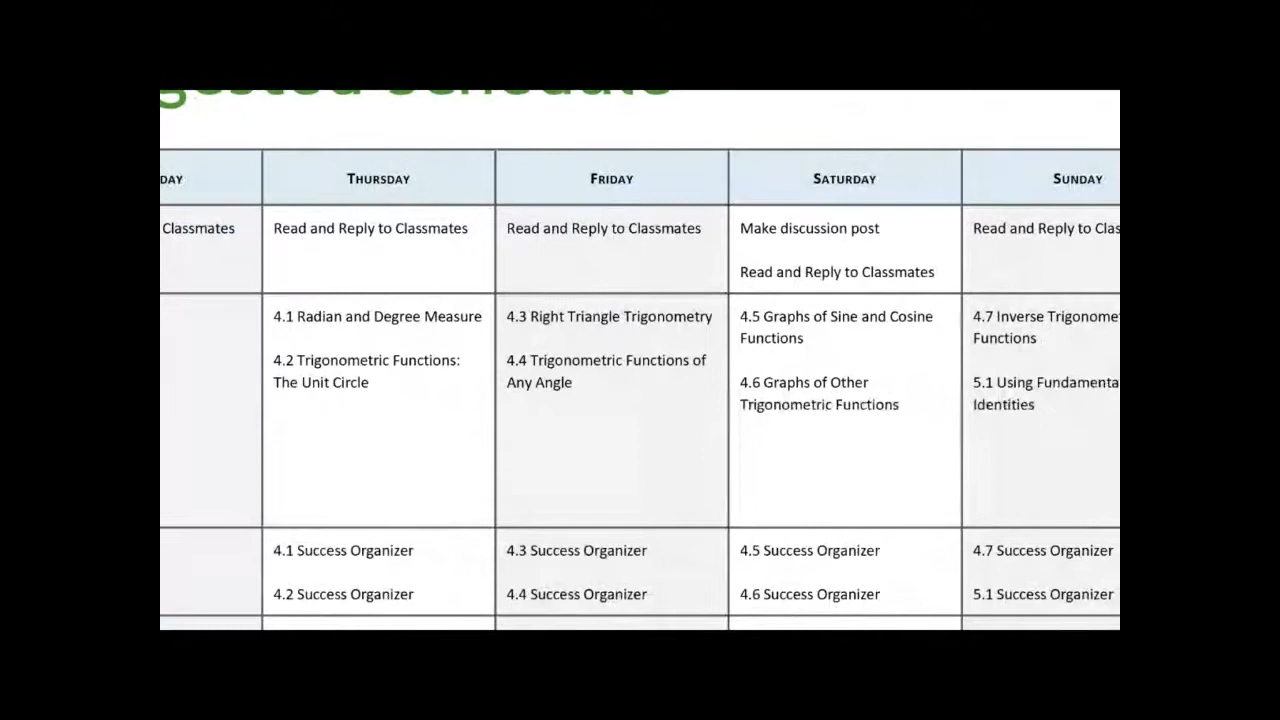 DAY THURSDAY FRIDAY SATURDAY SUNDAY
Classmates
Read and Reply to Classmates
Read and Reply to Classmates
Make discussion post
Read and Reply to Classmates
Read and Reply to Clas
4.1 Radian and Degree Measure
4.2 Trigonometric Functions:
The Unit Circle
4.3 Right Triangle Trigonometry
4.4 Trigonometric Functions of
Any Angle
4.5 Graphs of Sine and Cosine
Functions
4.6 Graphs of Other
Trigonometric Functions
4.7 Inverse Trigonome
Functions
5.1 Using Fundamenta
Identities
4.1 Success Organizer
4.2 Success Organizer
4.3 Success Organizer
4.4 Success Organizer
4.5 Success Organizer
4.6 Success Organizer
4.7 Success Organizer
5.1 Success Organizer